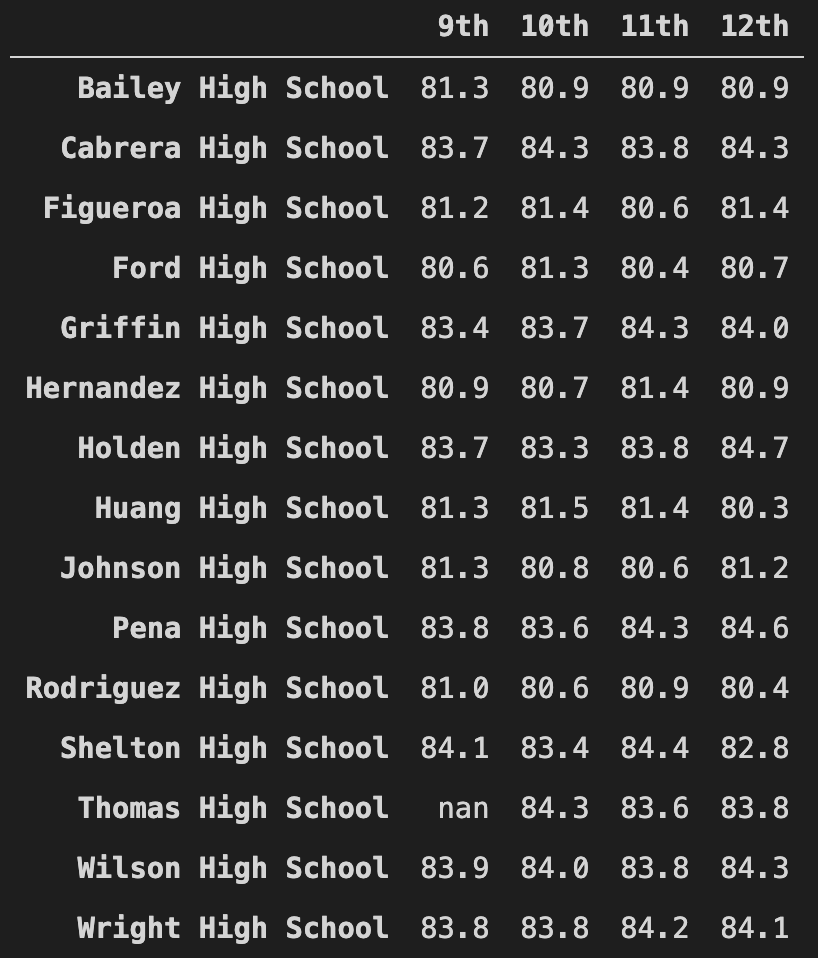 9th 10th 11th 12th
Bailey High School 81.3 80.9 80.9 80.9
Cabrera High School 83.7 84.3 83.8 84.3
Figueroa High School 81.2 81.4 80.6 81.4
Ford High School 80.6 81.3 80.4 80.7
Griffin High School 83.4 83.7 84.3 84.0
Hernandez High School 80.9 80.7 81.4 80.9
Holden High School 83.7 83.3 83.8 84.7
Huang High School 81.3 81.5 81.4 80.3
Johnson High School 81.3 80.8 80.6 81.2
Pena High School 83.8 83.6 84.3 84.6
Rodriguez High School 81.0 80.6 80.9 80.4
Shelton High School 84.1 83.4 84.4 82.8
Thomas High School nan 84.3 83.6 83.8
Wilson High School 83.9 84.0 83.8 84.3
Wright High School 83.8 83.8 84.2 84.1